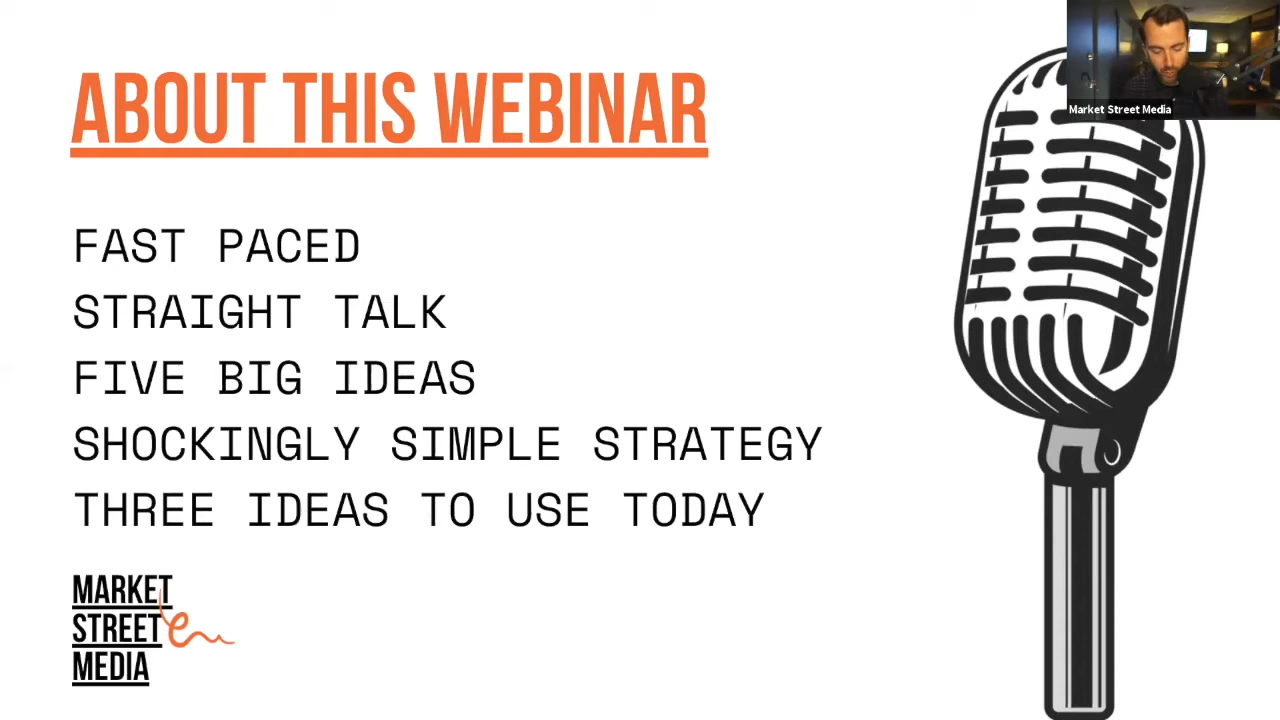 ABOUT THIS WEBINAR
Market Street Media
FAST PACED
STRAIGHT TALK
FIVE BIG IDEAS
SHOCKINGLY SIMPLE STRATEGY
THREE IDEAS TO USE TODAY
MARKET
STREET
MEDIA